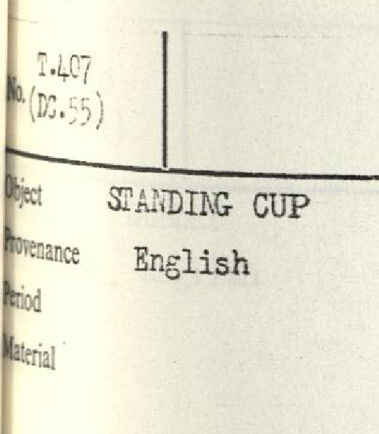 T.407
No. (DC.55)
Object STANDING CUP
Provenance English
Period
Material